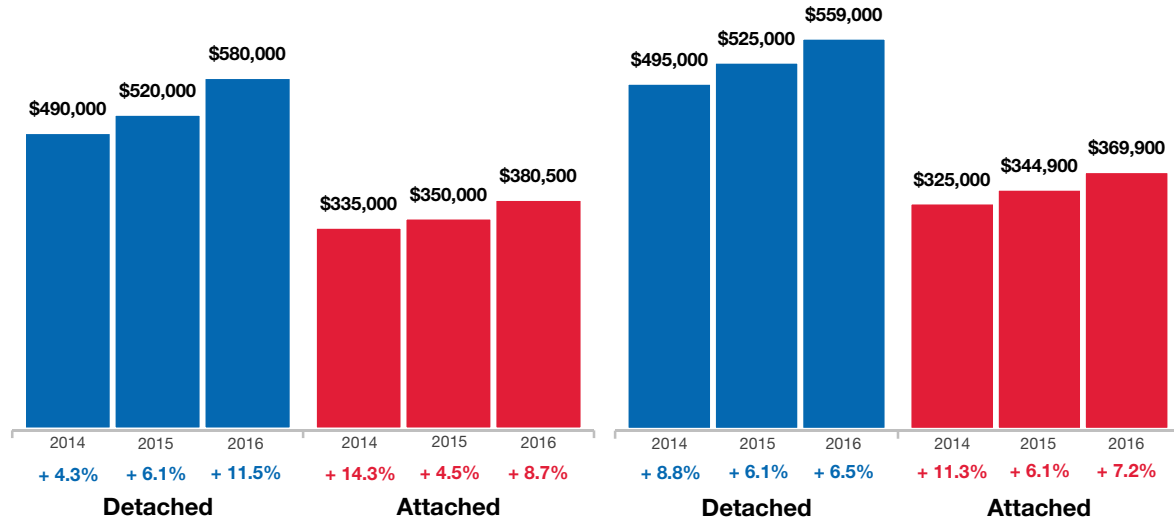 $490,000
$520,000
$580,000
$335,000
$350,000
$380,500
2014 2015 2016 2014 2015 2016
+ 4.3% + 6.1% + 11.5% + 14.3% + 4.5% + 8.7%
Detached Attached
$495,000
$525,000
$559,000
$325,000
$344,900
$369,900
2014 2015 2016 2014 2015 2016
+ 8.8% + 6.1% + 6.5% + 11.3% + 6.1% + 7.2%
Detached Attached